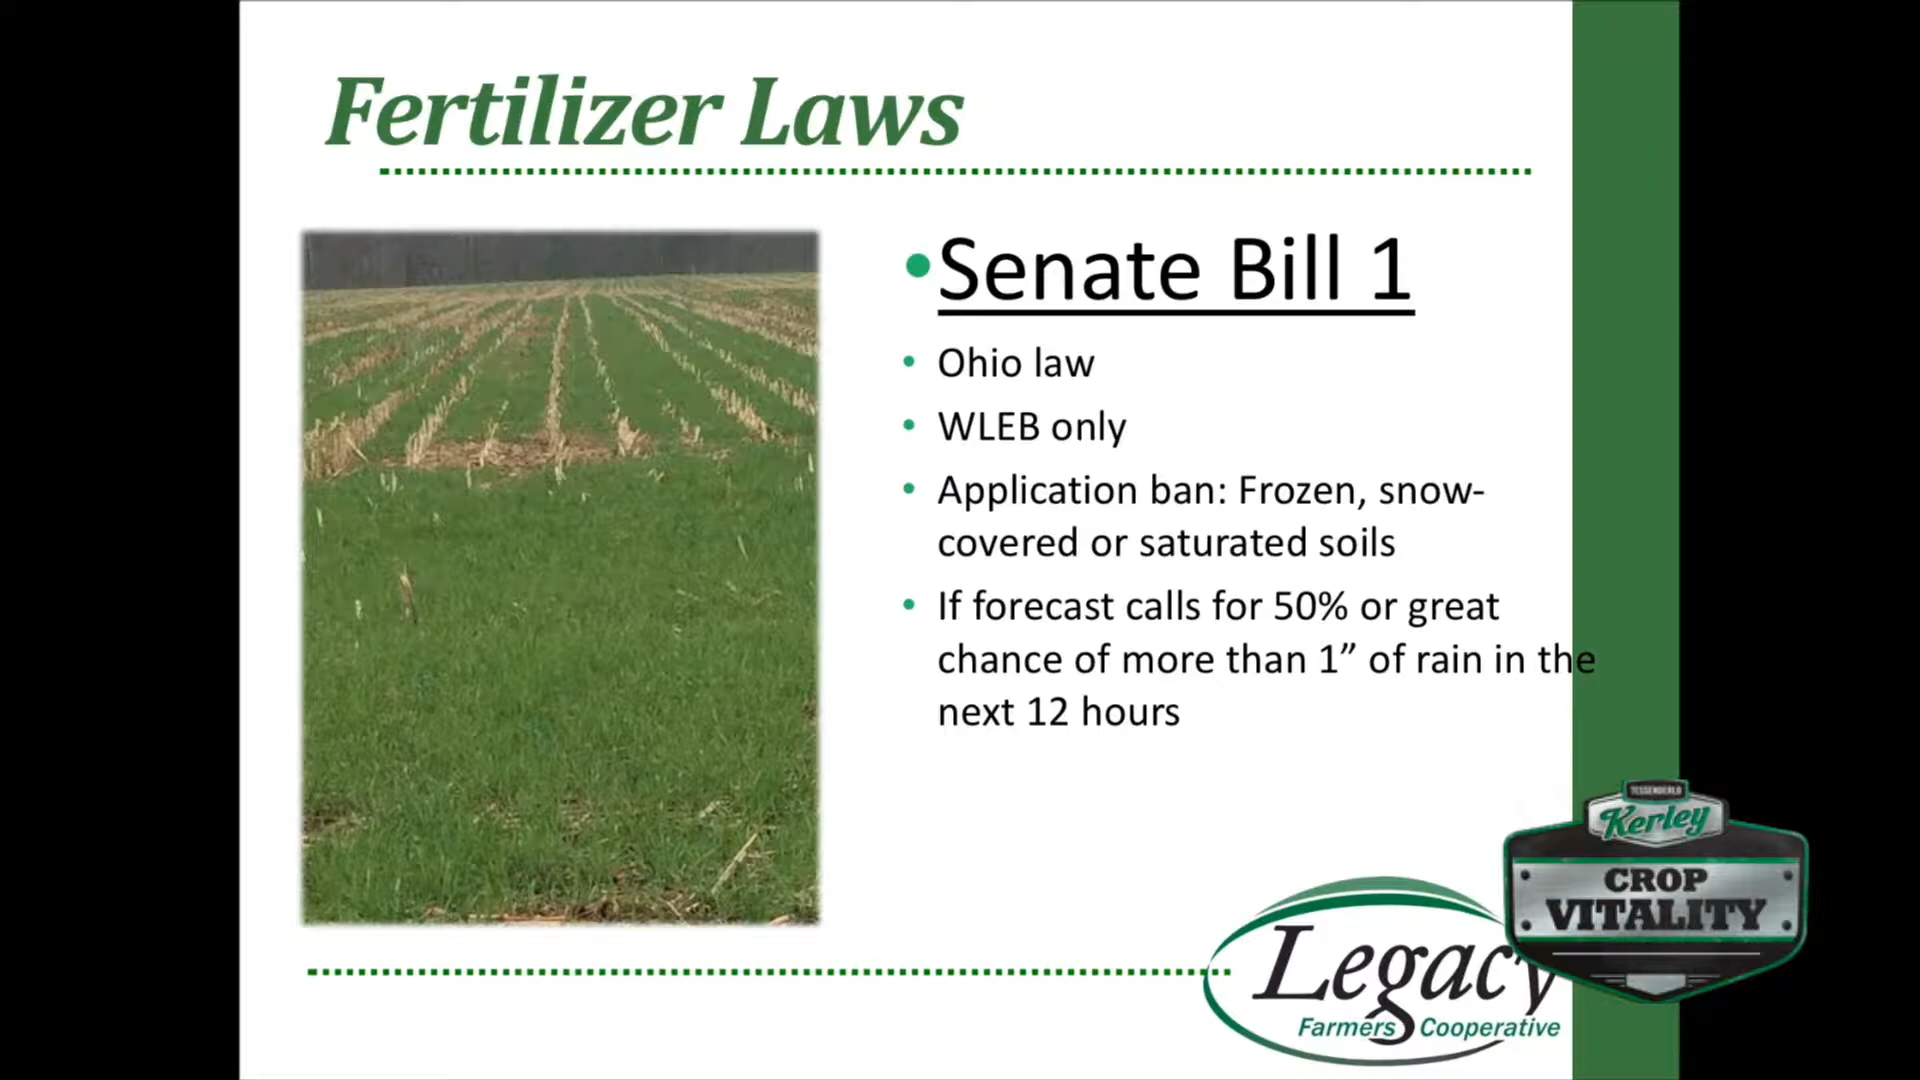 Fertilizer Laws
•Senate Bill 1
• Ohio law
• WLEB only
• Application ban: Frozen, snow-
covered or saturated soils
• If forecast calls for 50% or great
chance of more than 1” of rain in the
next 12 hours
TESSENDERLO
Kerley
CROP
VITALITY
Legacy
Farmers Cooperative